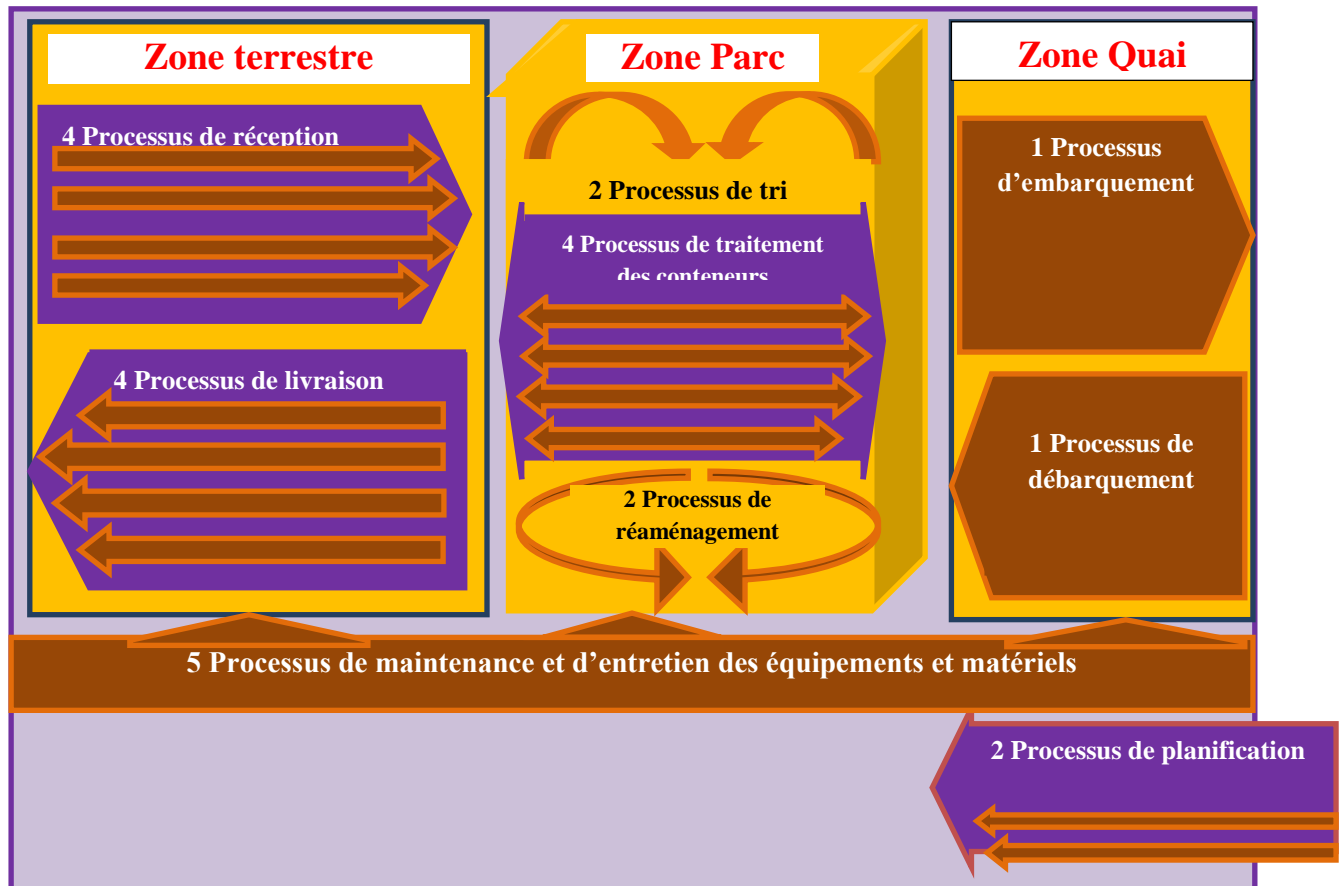 Zone terrestre
4 Processus de réception
4 Processus de livraison
Zone Parc
2 Processus de tri
4 Processus de traitement
des conteneurs
2 Processus de
réaménagement
Zone Quai
1 Processus
d’embarquement
1 Processus de
débarquement
5 Processus de maintenance et d’entretien des équipements et matériels
2 Processus de planification